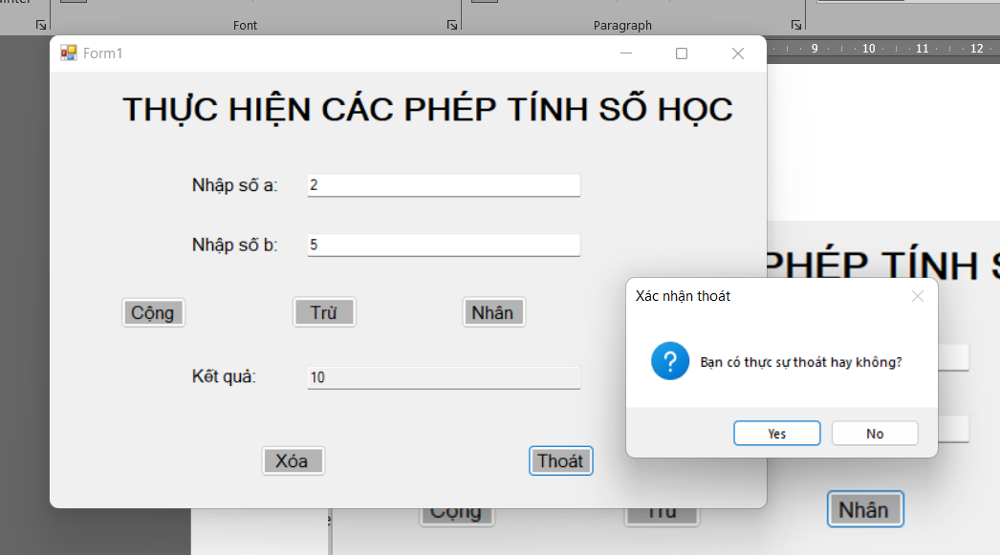 Font
Paragraph
9 10 11 12
Form1
THỰC HIỆN CÁC PHÉP TÍNH SỐ HỌC
Nhập số a: 2
Nhập số b: 5
Cộng Trừ Nhân
Kết quả: 10
Xóa Thoát
PHÉP TÍNH S
Xác nhận thoát
Bạn có thực sự thoát hay không?
Yes No
Cộng Trừ Nhân